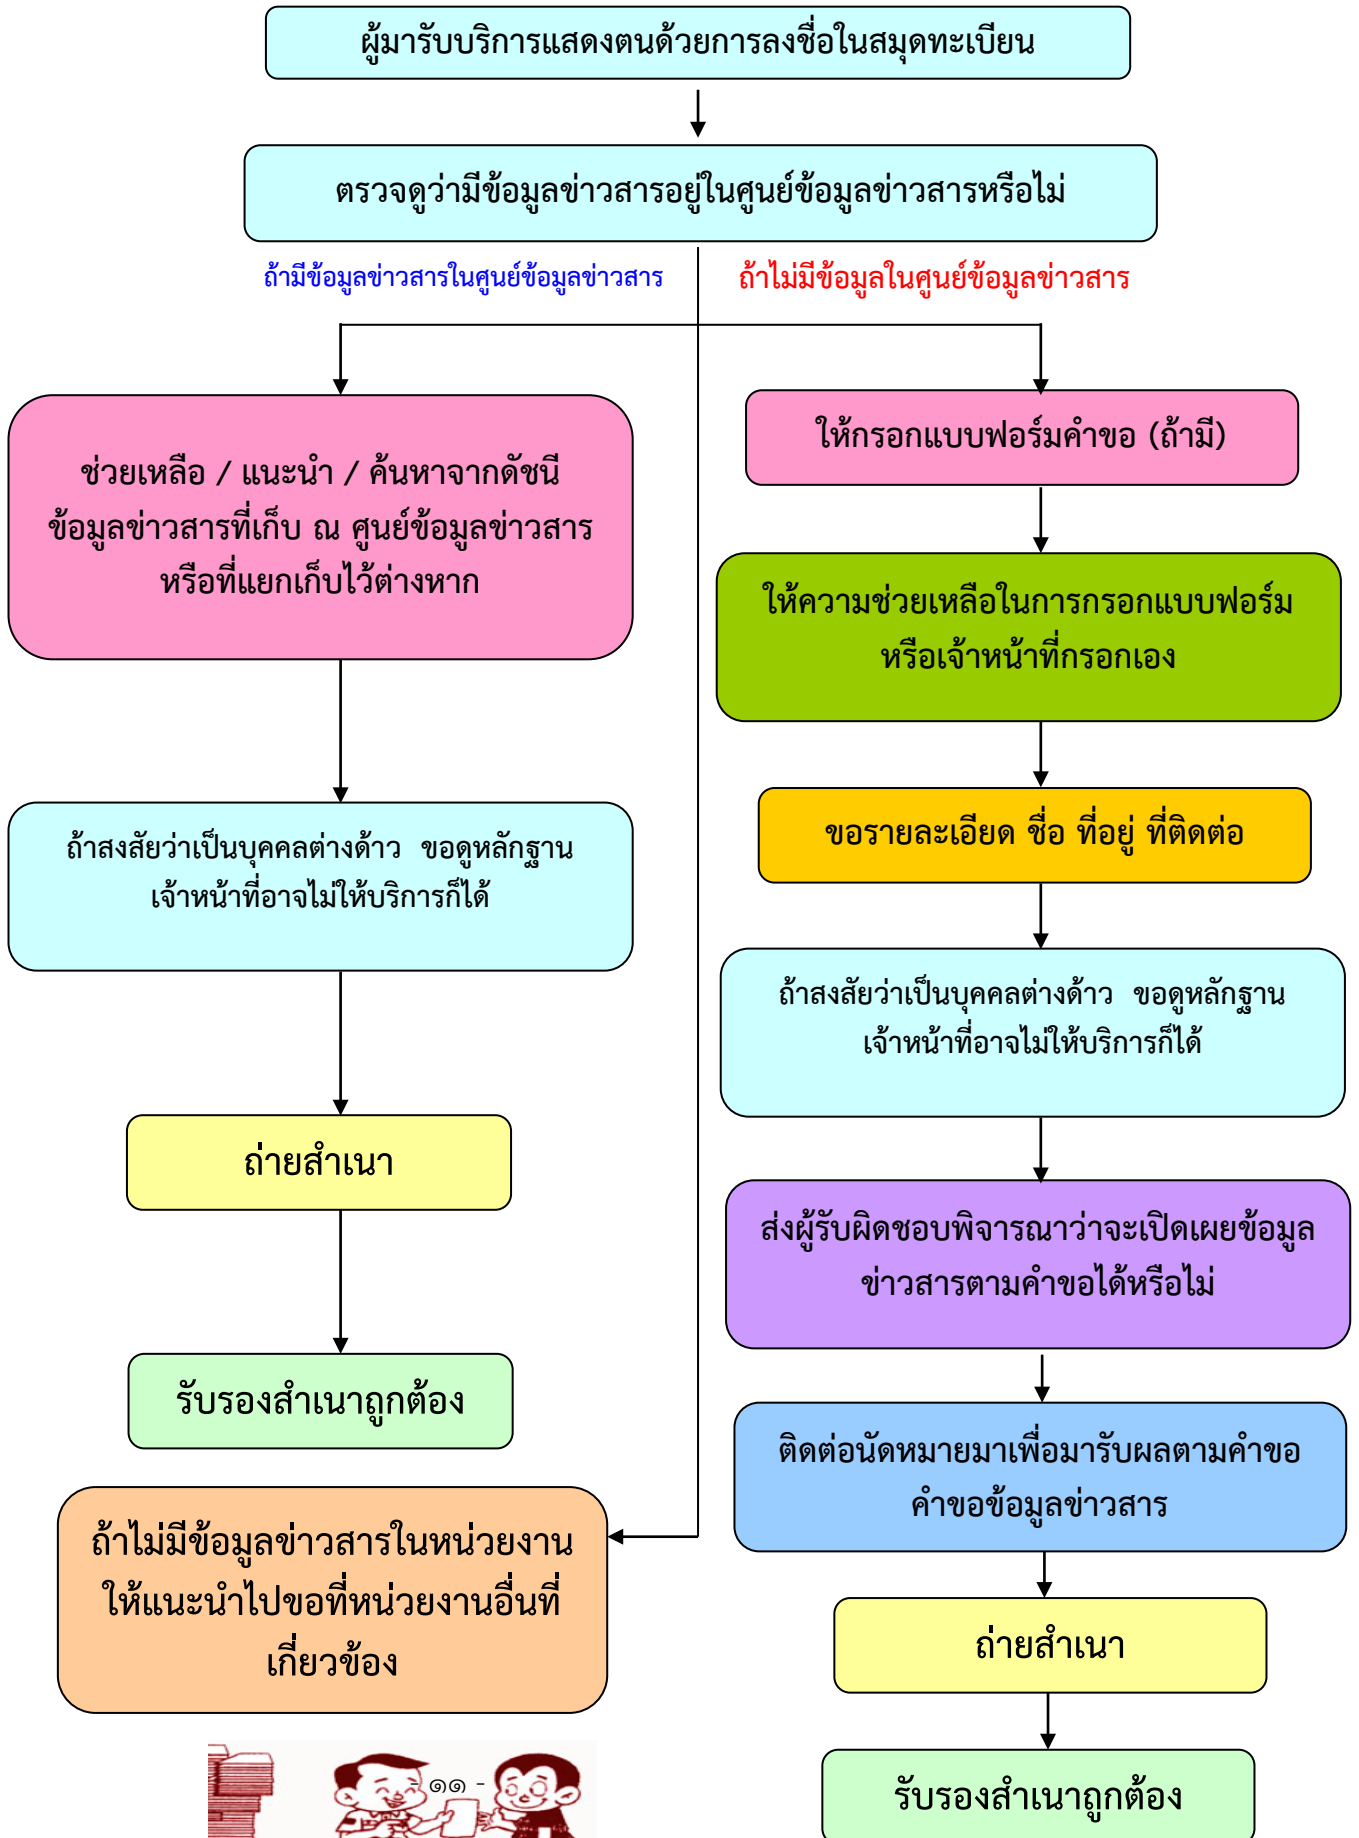 ผู้มารับบริการแสดงตนด้วยการลงชื่อในสมุดทะเบียน
ตรวจดูว่ามีข้อมูลข่าวสารอยู่ในศูนย์ข้อมูลข่าวสารหรือไม่
ถ้ามีข้อมูลข่าวสารในศูนย์ข้อมูลข่าวสาร
ช่วยเหลือ / แนะนำ / ค้นหาจากดัชนี
ข้อมูลข่าวสารที่เก็บ ณ ศูนย์ข้อมูลข่าวสาร
หรือที่แยกเก็บไว้ต่างหาก
ถ้าสงสัยว่าเป็นบุคคลต่างด้าว ขอดูหลักฐาน
เจ้าหน้าที่อาจไม่ให้บริการก็ได้
ถ่ายสำเนา
รับรองสำเนาถูกต้อง
ถ้าไม่มีข้อมูลข่าวสารในหน่วยงาน
ให้แนะนำไปขอที่หน่วยงานอื่นที่
เกี่ยวข้อง
ถ้าไม่มีข้อมูลในศูนย์ข้อมูลข่าวสาร
ให้กรอกแบบฟอร์มคำขอ (ถ้ามี)
ให้ความช่วยเหลือในการกรอกแบบฟอร์ม
หรือเจ้าหน้าที่กรอกเอง
ขอรายละเอียด ชื่อ ที่อยู่ ที่ติดต่อ
ถ้าสงสัยว่าเป็นบุคคลต่างด้าว ขอดูหลักฐาน
เจ้าหน้าที่อาจไม่ให้บริการก็ได้
ส่งผู้รับผิดชอบพิจารณาว่าจะเปิดเผยข้อมูล
ข่าวสารตามคำขอได้หรือไม่
ติดต่อนัดหมายมาเพื่อมารับผลตามคำขอ
คำขอข้อมูลข่าวสาร
ถ่ายสำเนา
รับรองสำเนาถูกต้อง
- ๑๑ -